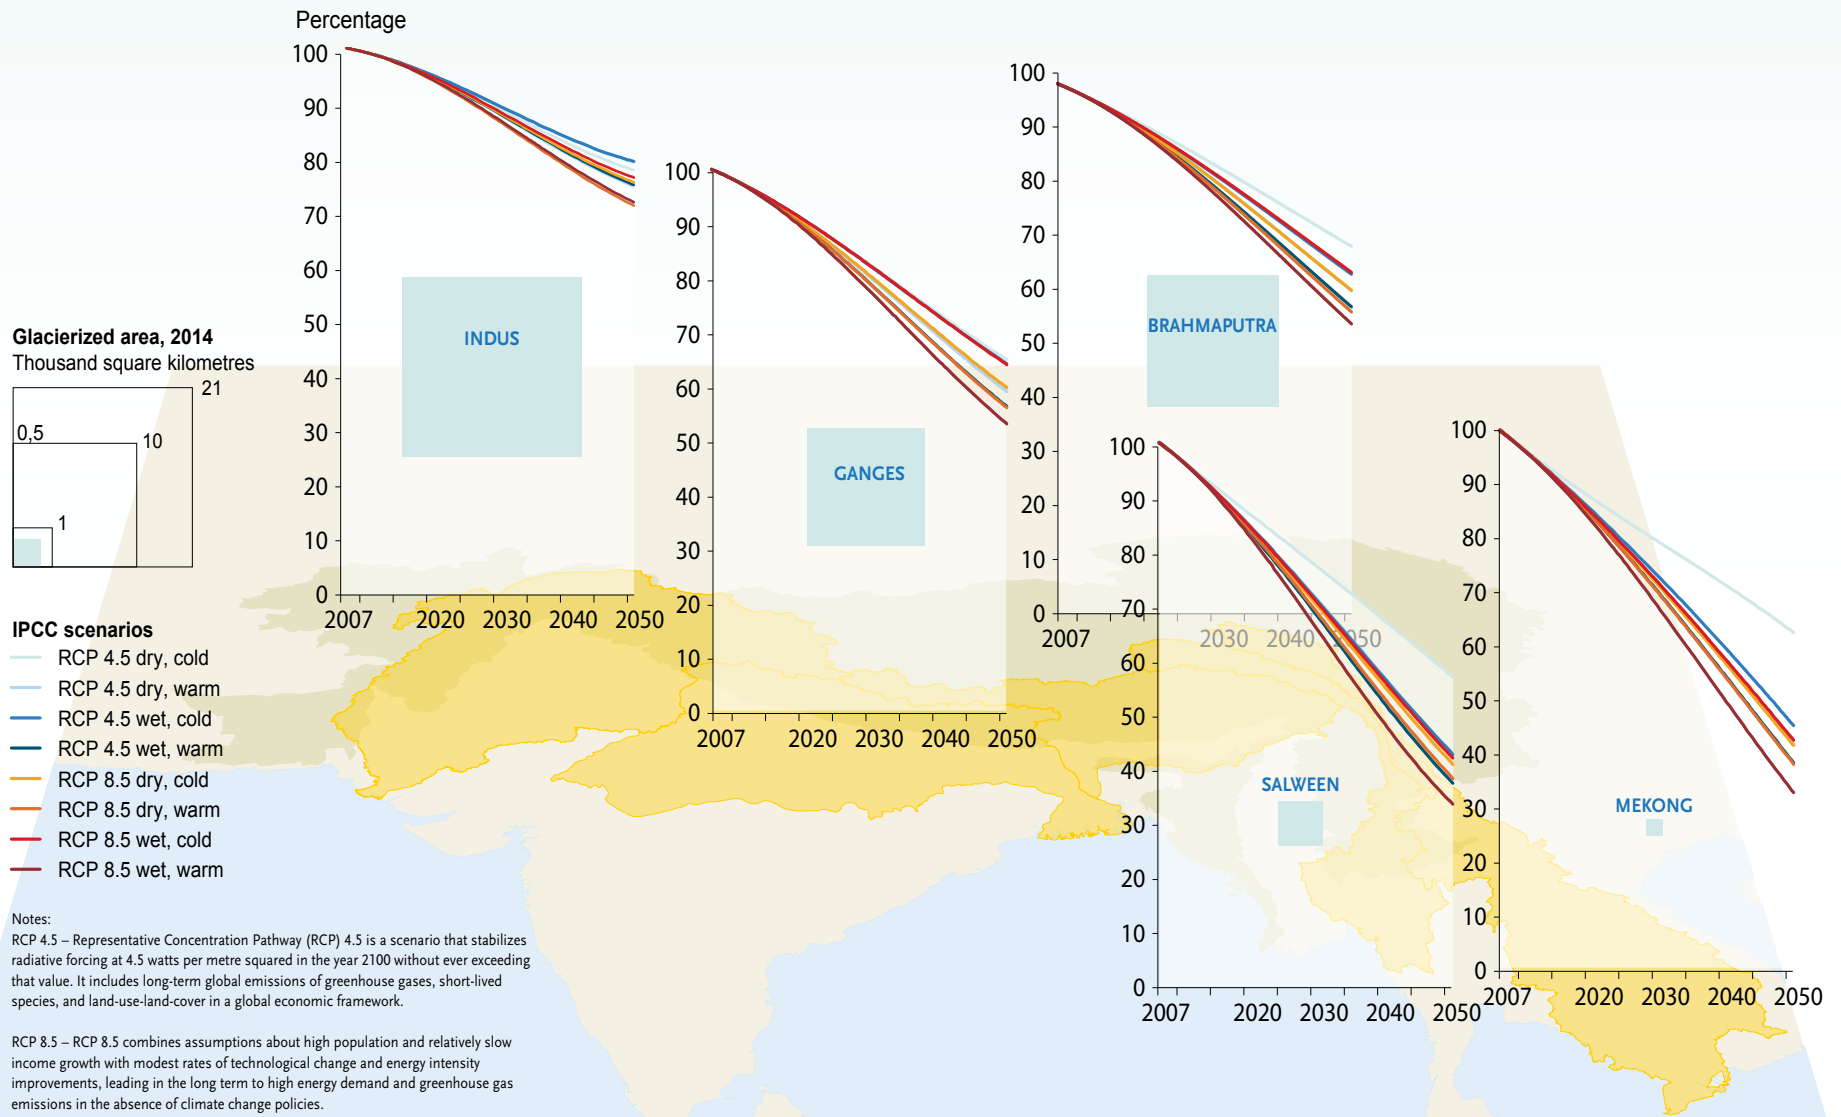 Percentage
100
90
80
70
60
50
40
30
20
10
0
2007 2020 2030 2040 2050
INDUS
100
90
80
70
60
50
40
30
20
10
0
2007 2020 2030 2040 2050
GANGES
100
90
80
70
60
50
40
30
20
10
0
2007 2030 2040 2050
BRAHMAPUTRA
100
90
80
70
60
50
40
30
20
10
0
2007 2020 2030 2040 2050
SALWEEN
100
90
80
70
60
50
40
30
20
10
0
2007 2020 2030 2040 2050
MEKONG
Glacierized area, 2014
Thousand square kilometres
21
0,5
10
1
IPCC scenarios
RCP 4.5 dry, cold
RCP 4.5 dry, warm
RCP 4.5 wet, cold
RCP 4.5 wet, warm
RCP 8.5 dry, cold
RCP 8.5 dry, warm
RCP 8.5 wet, cold
RCP 8.5 wet, warm
Notes:
RCP 4.5 – Representative Concentration Pathway (RCP) 4.5 is a scenario that stabilizes
radiative forcing at 4.5 watts per metre squared in the year 2100 without ever exceeding
that value. It includes long-term global emissions of greenhouse gases, short-lived
species, and land-use-land-cover in a global economic framework.
RCP 8.5 – RCP 8.5 combines assumptions about high population and relatively slow
income growth with modest rates of technological change and energy intensity
improvements, leading in the long term to high energy demand and greenhouse gas
emissions in the absence of climate change policies.